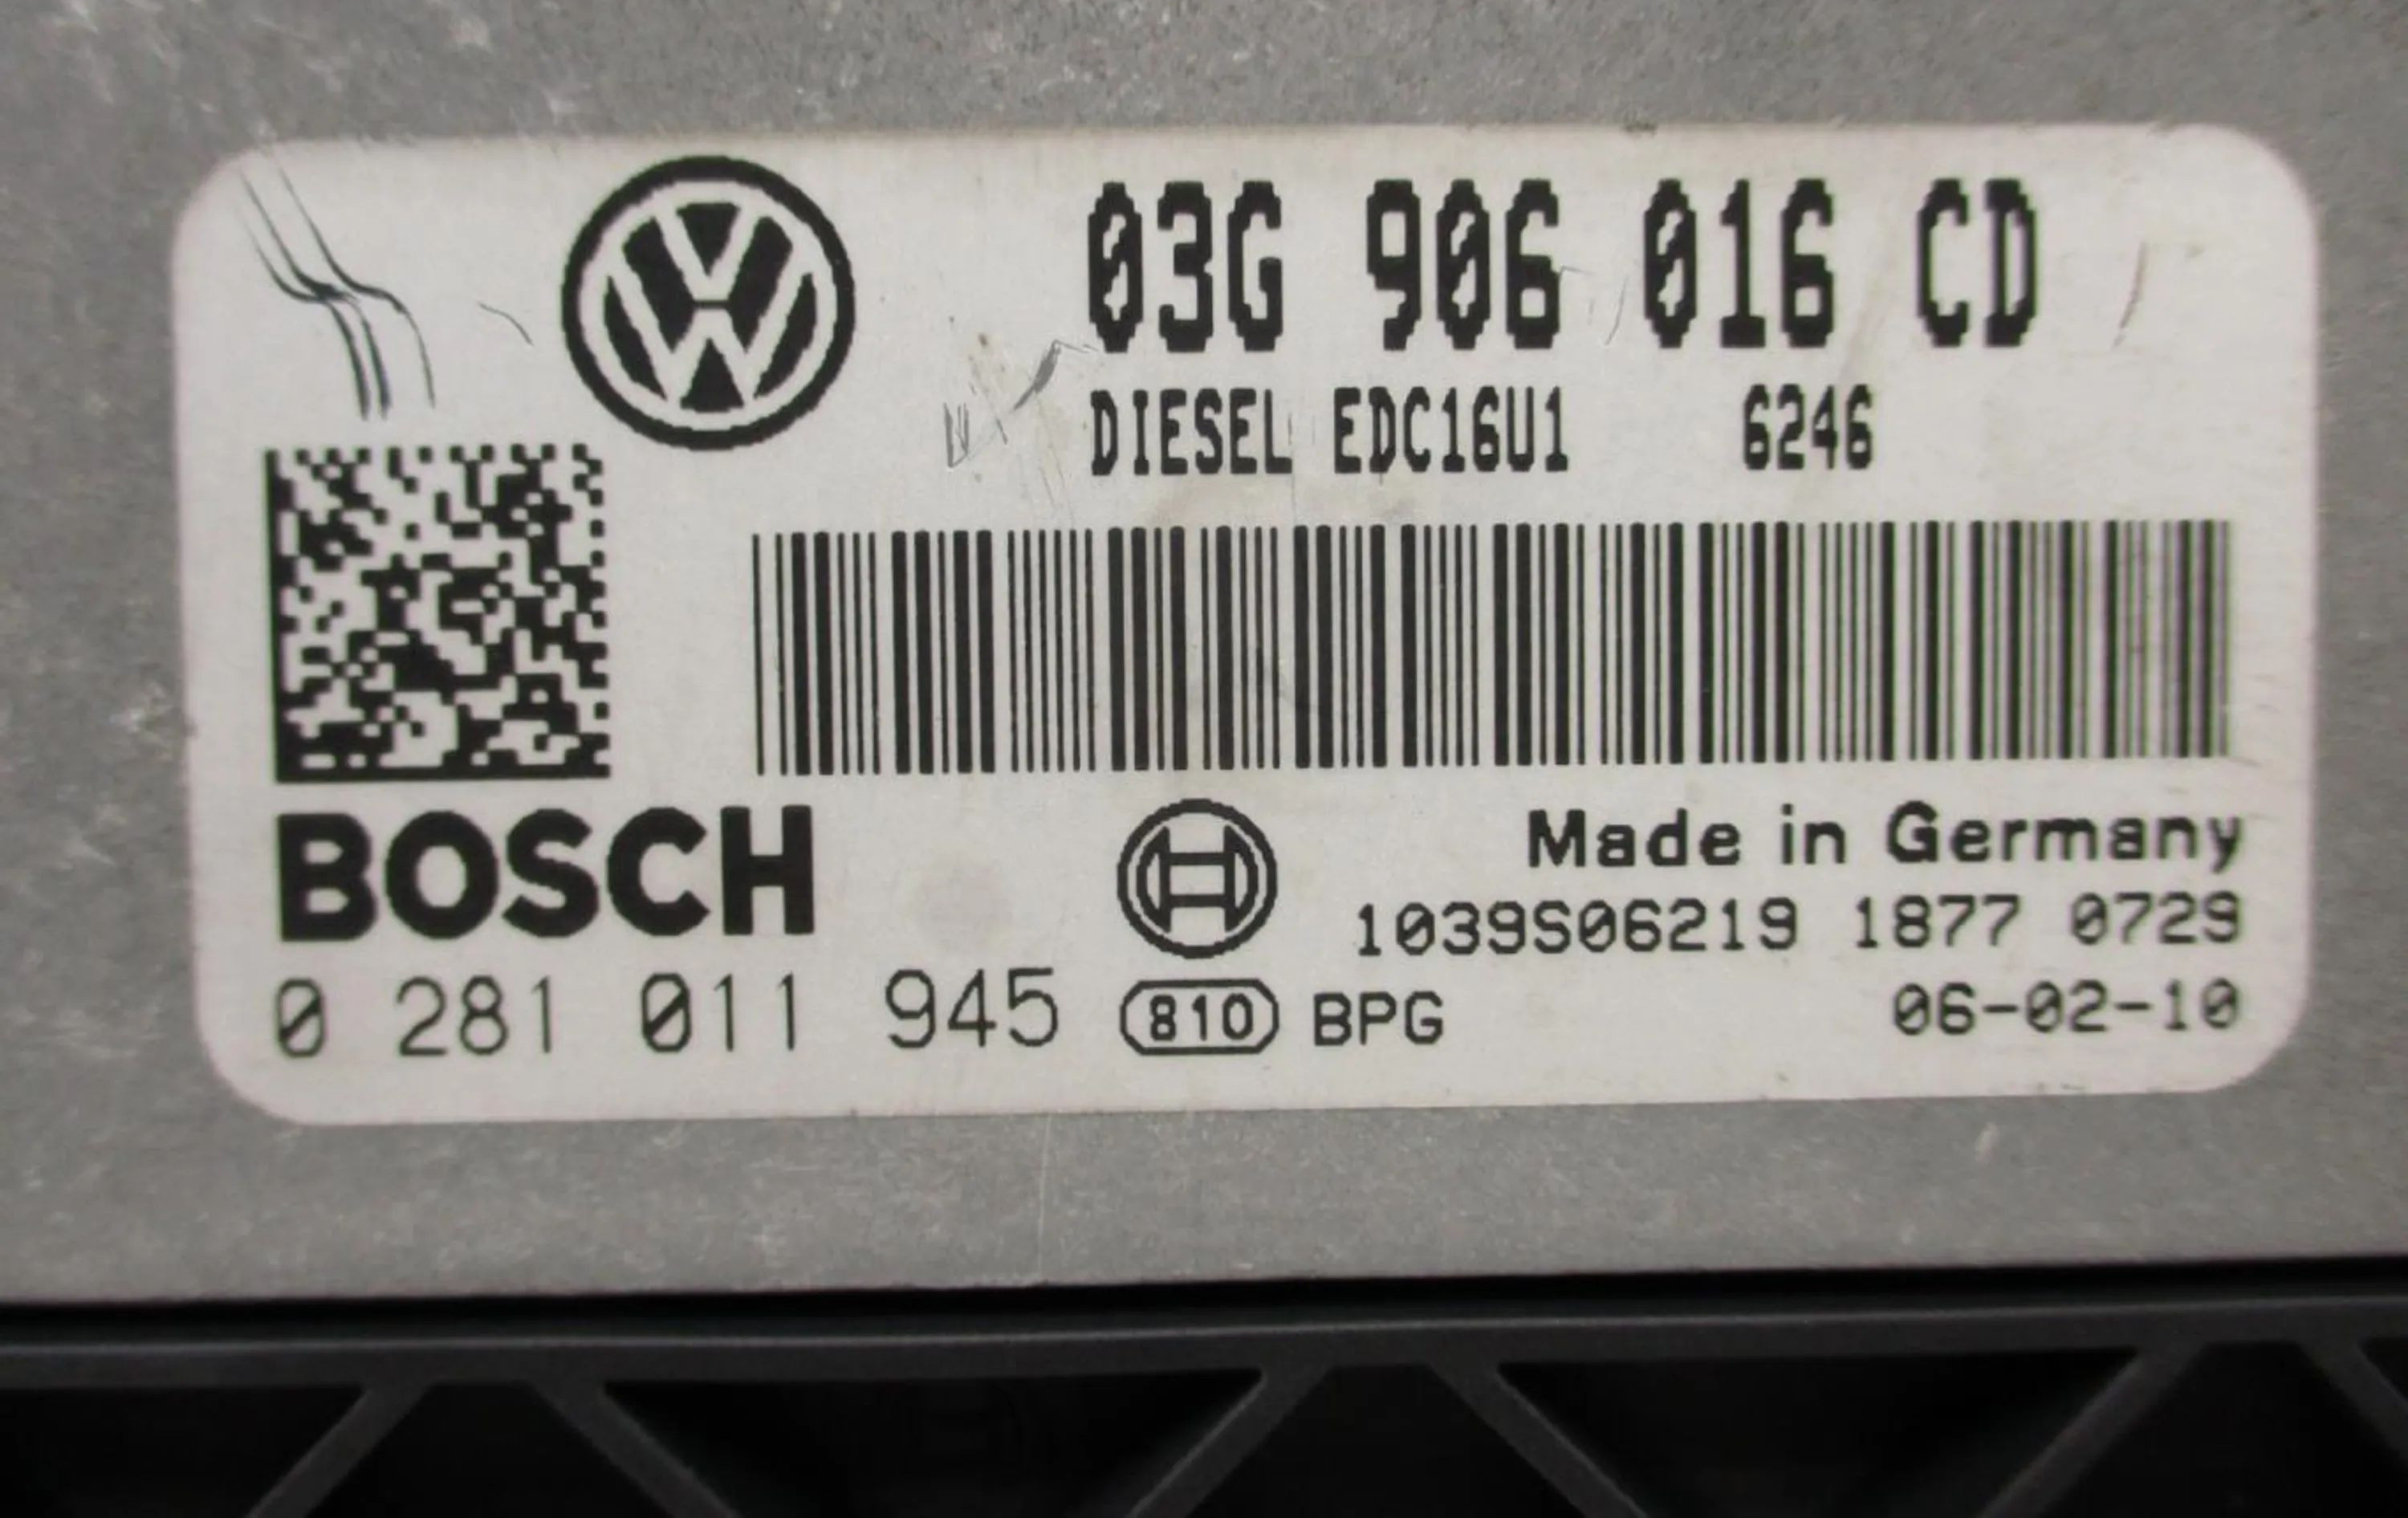 03G 906 016 CD
DIESEL EDC16U1 6246
BOSCH
Made in Germany
1039S06219 1877 0729
0 281 011 945 810 BPG 06-02-10